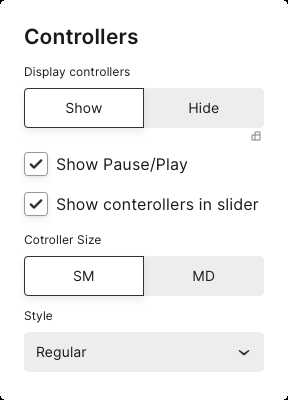 Controllers
Display controllers
Show Hide
Show Pause/Play
Show conterollers in slider
Cotroller Size
SM MD
Style
Regular